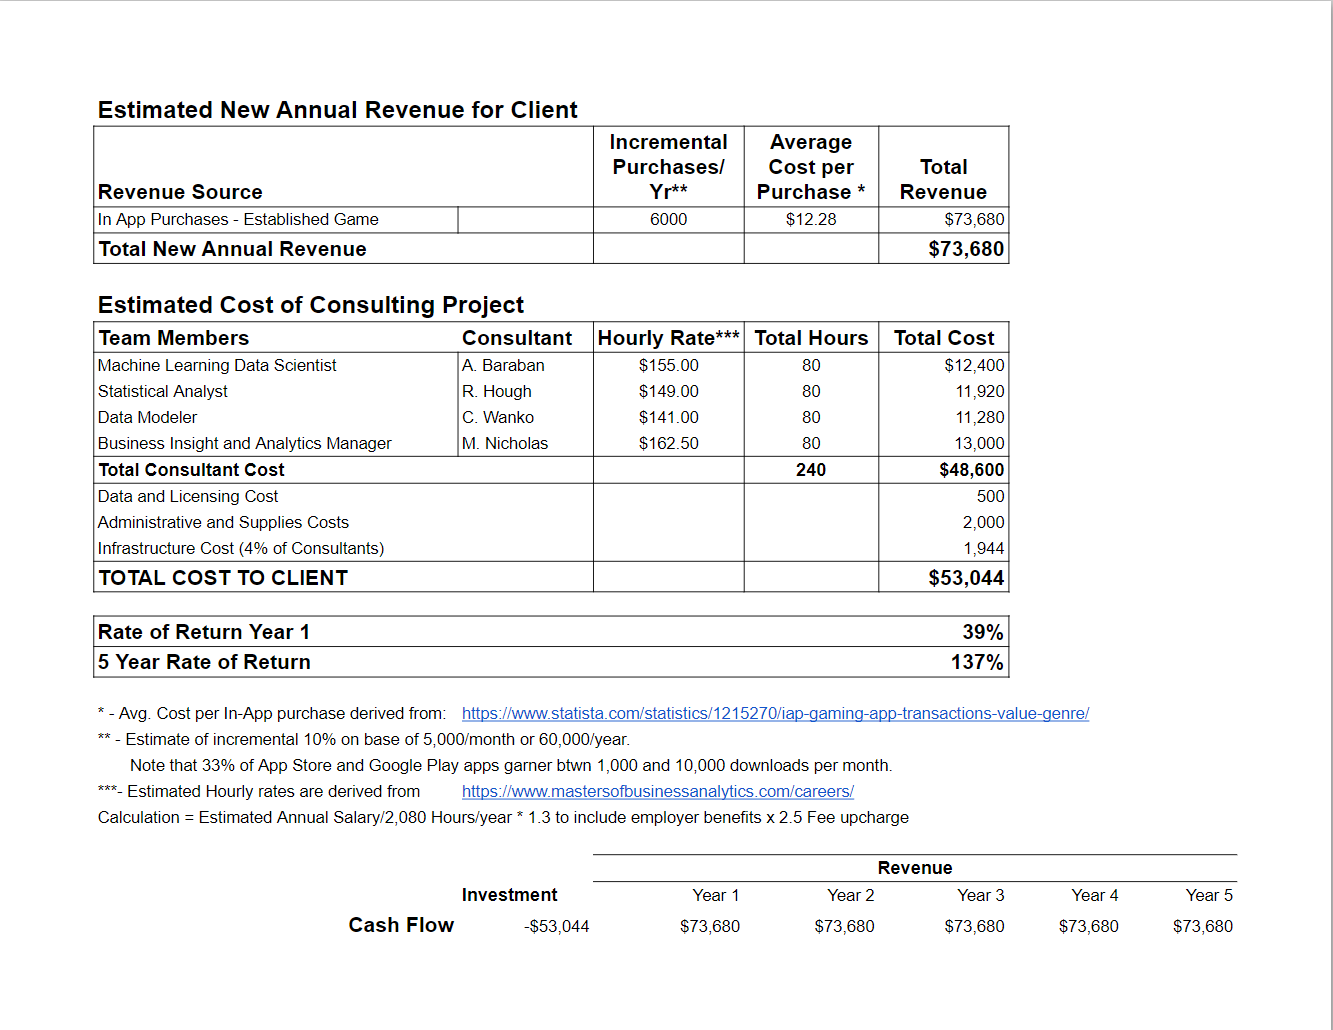 Estimated New Annual Revenue for Client
Revenue Source Incremental Purchases/ Yr** Average Cost per Purchase * Total Revenue
In App Purchases - Established Game 6000 $12.28 $73,680
Total New Annual Revenue $73,680
Estimated Cost of Consulting Project
Team Members Consultant Hourly Rate*** Total Hours Total Cost
Machine Learning Data Scientist A. Baraban $155.00 80 $12,400
Statistical Analyst R. Hough $149.00 80 11,920
Data Modeler C. Wanko $141.00 80 11,280
Business Insight and Analytics Manager M. Nicholas $162.50 80 13,000
Total Consultant Cost 240 $48,600
Data and Licensing Cost 500
Administrative and Supplies Costs 2,000
Infrastructure Cost (4% of Consultants) 1,944
TOTAL COST TO CLIENT $53,044
Rate of Return Year 1 39%
5 Year Rate of Return 137%
* - Avg. Cost per In-App purchase derived from: https://www.statista.com/statistics/1215270/iap-gaming-app-transactions-value-genre/
** - Estimate of incremental 10% on base of 5,000/month or 60,000/year.
Note that 33% of App Store and Google Play apps garner btwn 1,000 and 10,000 downloads per month.
***- Estimated Hourly rates are derived from https://www.mastersofbusinessanalytics.com/careers/
Calculation = Estimated Annual Salary/2,080 Hours/year * 1.3 to include employer benefits x 2.5 Fee upcharge
Revenue
Investment Year 1 Year 2 Year 3 Year 4 Year 5
Cash Flow -$53,044 $73,680 $73,680 $73,680 $73,680 $73,680